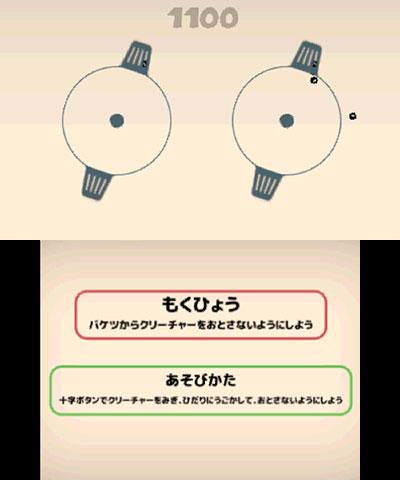 1100
もくひょう
バケツからクリーチャーをおとさないようにしよう
あそびかた
十字ボタンでクリーチャーをみぎ、ひだりにうごかして、おとさないようにしよう